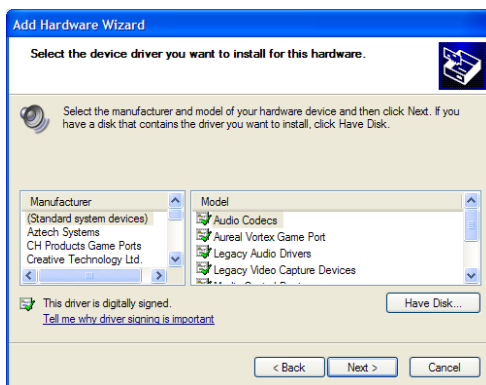 Add Hardware Wizard
Select the device driver you want to install for this hardware.
Select the manufacturer and model of your hardware device and then click Next. If you
have a disk that contains the driver you want to install, click Have Disk.
Manufacturer
(Standard system devices)
Aztech Systems
CH Products Game Ports
Creative Technology Ltd.
Model
Audio Codecs
Aureal Vortex Game Port
Legacy Audio Drivers
Legacy Video Capture Devices
This driver is digitally signed.
Tell me why driver signing is important
Have Disk...
< Back
Next >
Cancel